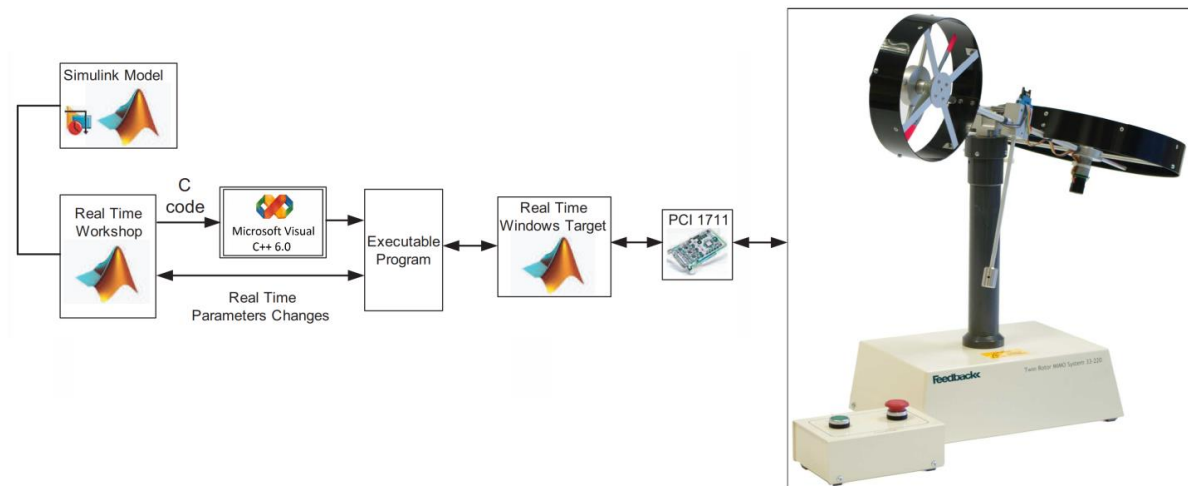 Simulink Model
Real Time
Workshop
C
code
Microsoft Visual
C++ 6.0
Real Time
Parameters Changes
Executable
Program
Real Time
Windows Target
PCI 1711
Feedback
Twin Rotor MIMO System 33-220